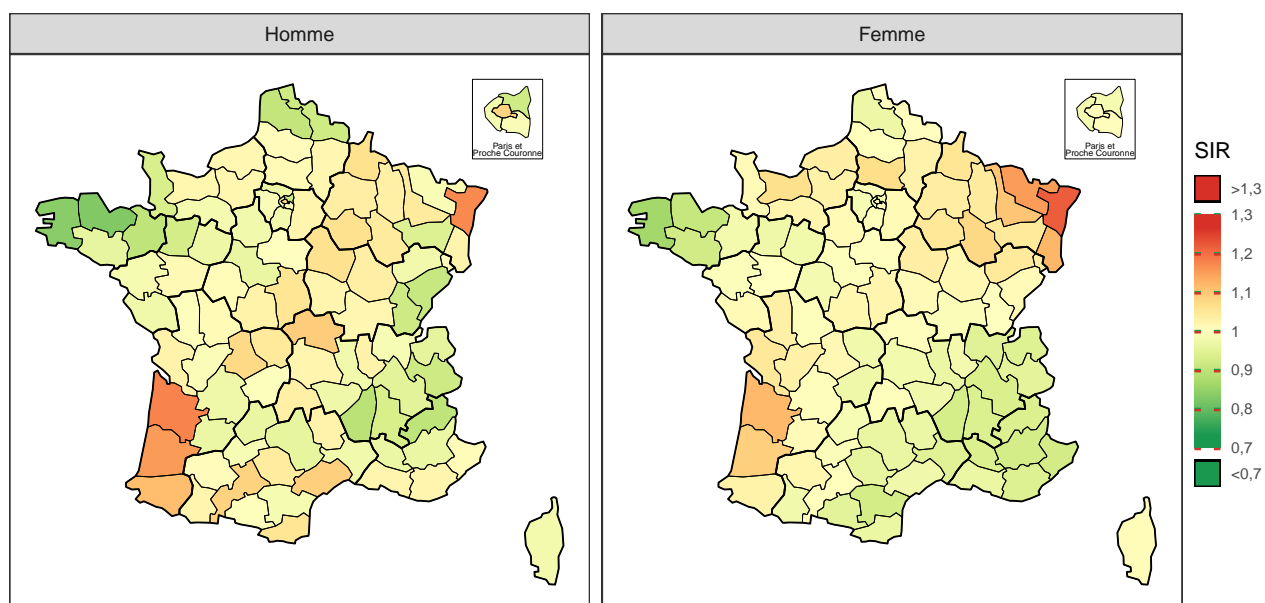 Homme
Femme
Paris et
Proche Couronne
Paris et
Proche Couronne
SIR
>1,3
1,3
1,2
1,1
1
0,9
0,8
0,7
<0,7